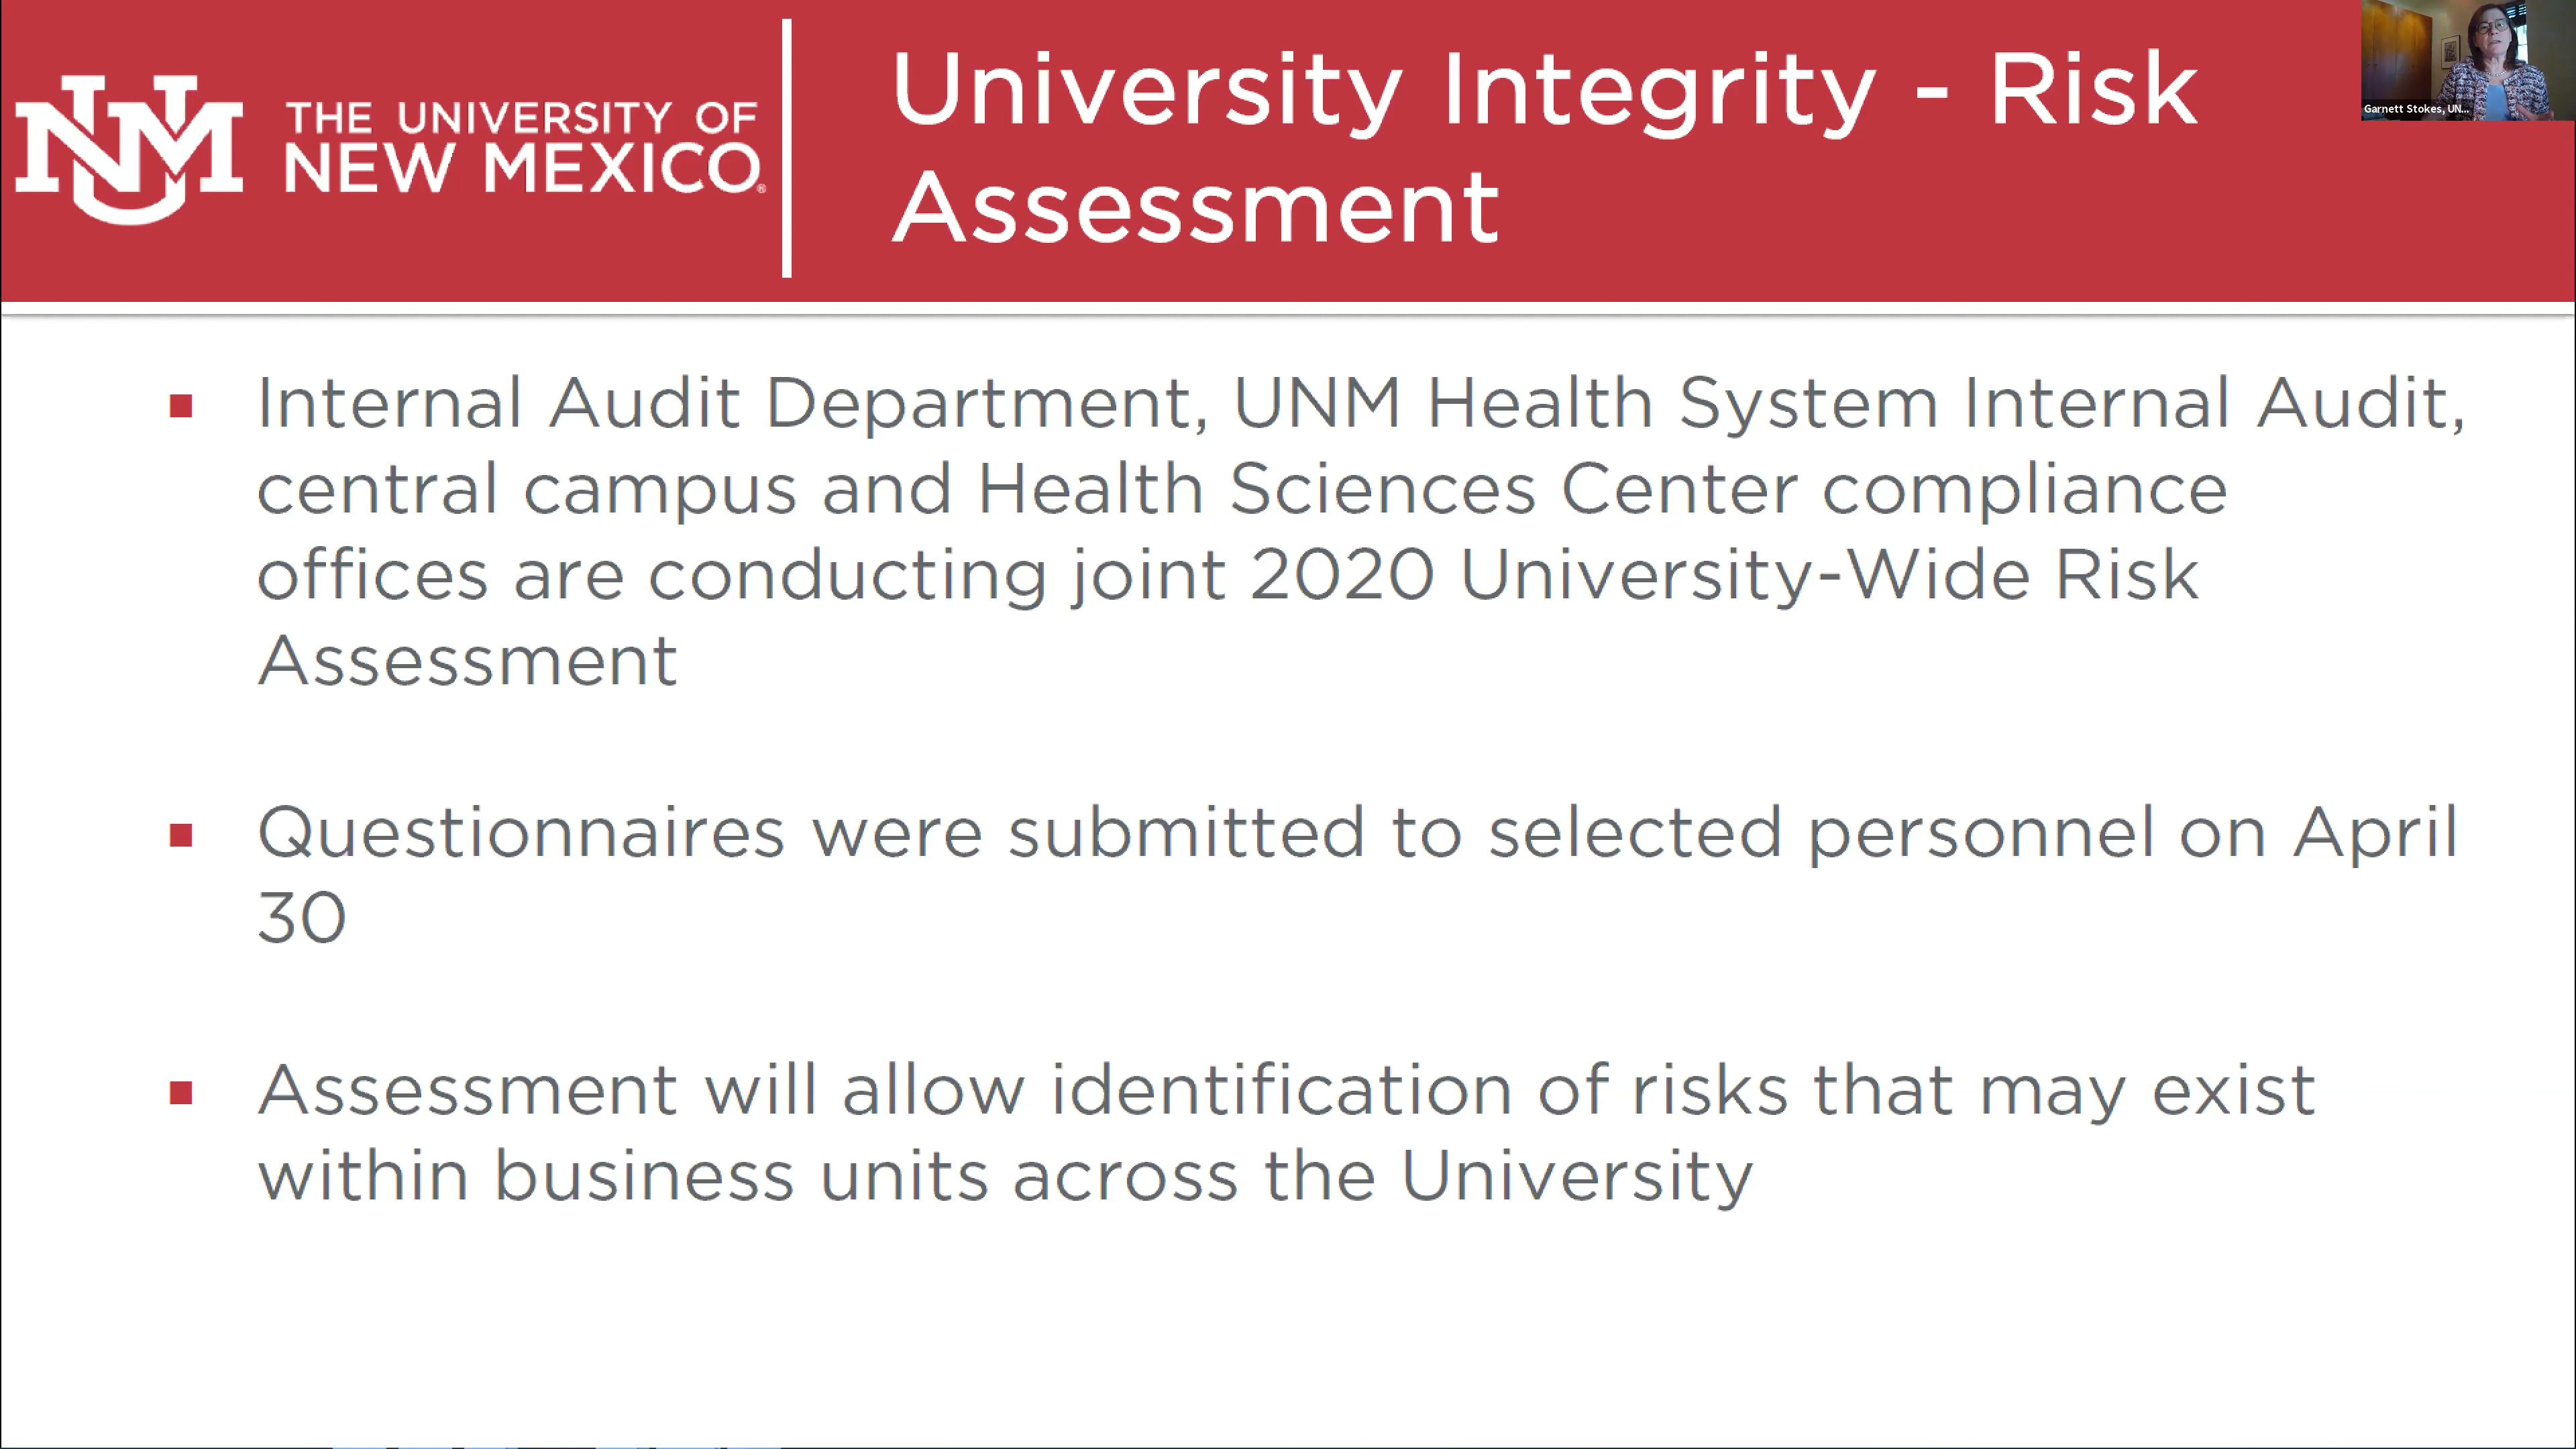 UNM
THE UNIVERSITY OF
NEW MEXICO®
University Integrity - Risk
Assessment
Garnett Stokes, UN...
▪ Internal Audit Department, UNM Health System Internal Audit,
central campus and Health Sciences Center compliance
offices are conducting joint 2020 University-Wide Risk
Assessment
▪ Questionnaires were submitted to selected personnel on April
30
▪ Assessment will allow identification of risks that may exist
within business units across the University